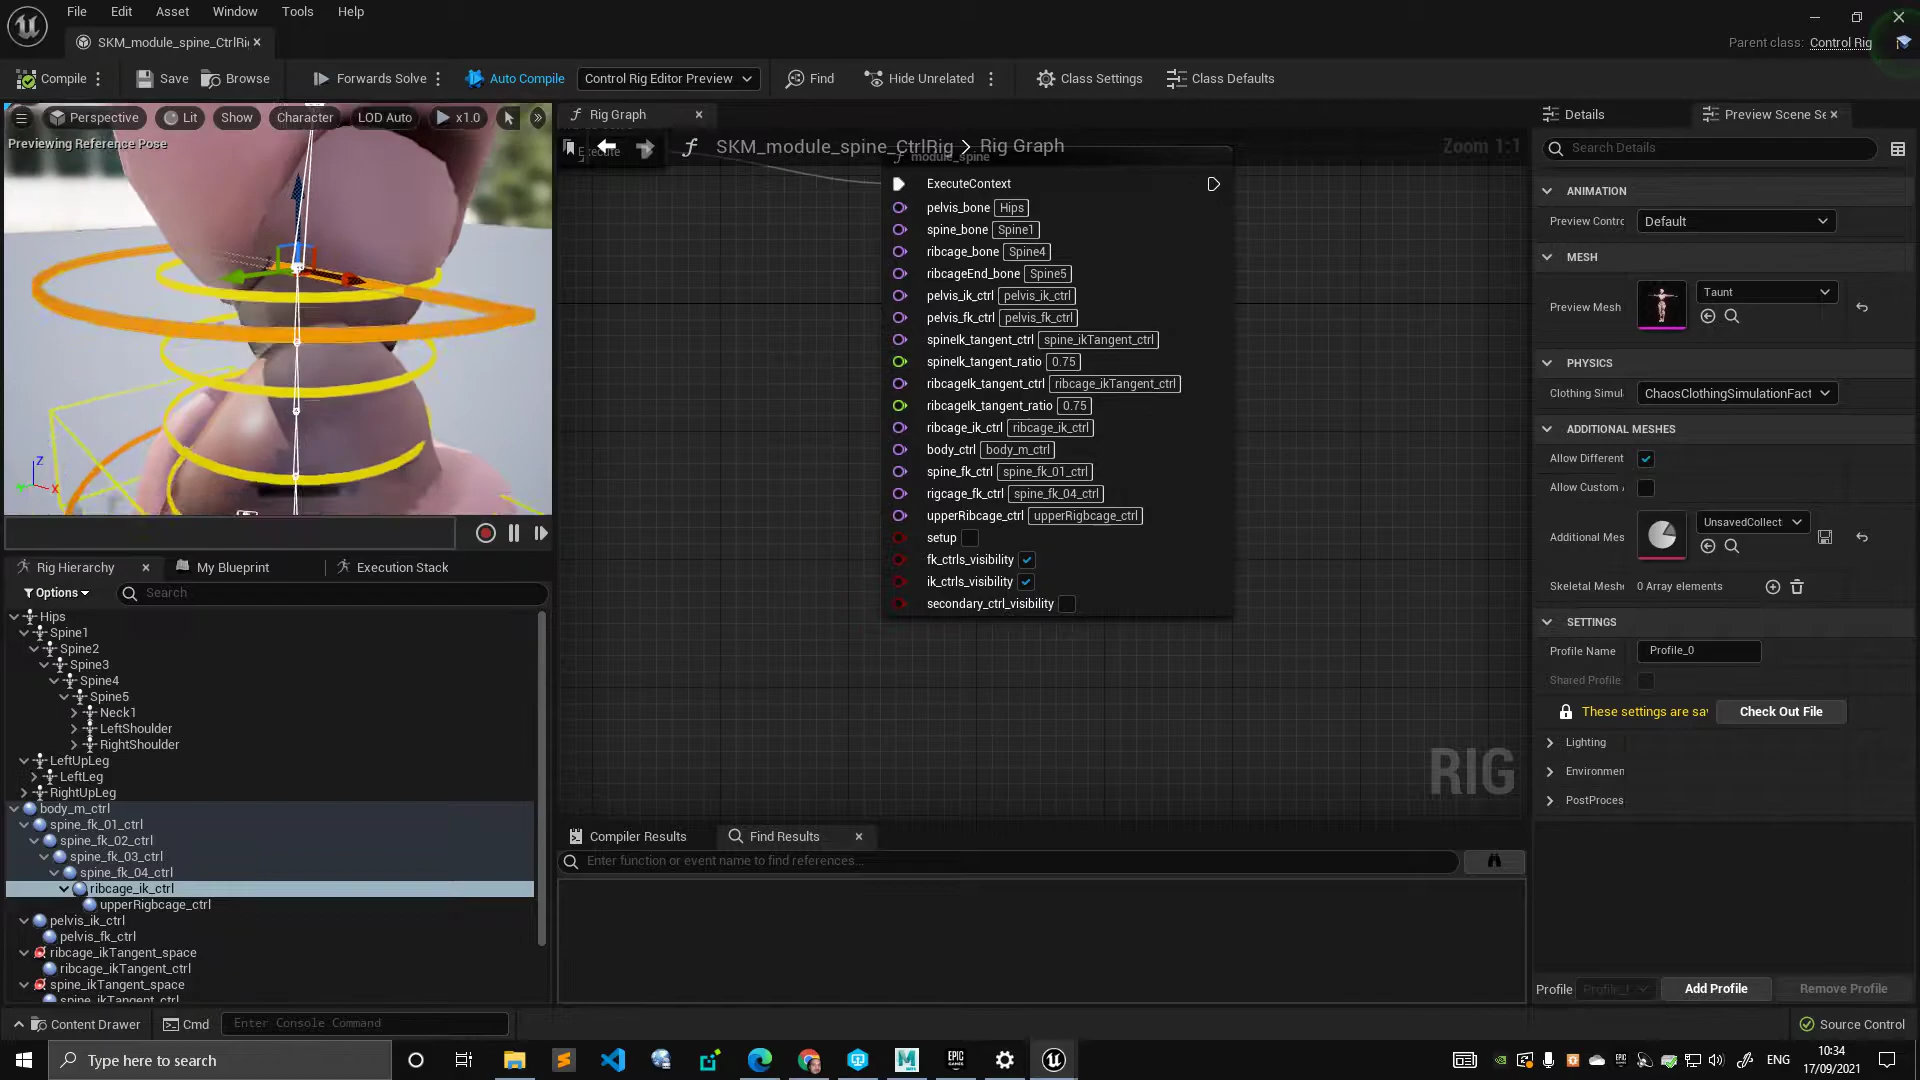 File Edit Asset Window Tools Help
SKM_module_spine_CtrlRi
Parent class: Control Rig
Compile Save Browse Forwards Solve Auto Compile Control Rig Editor Preview Find Hide Unrelated Class Settings Class Defaults
Perspective Lit Show Character LOD Auto x1.0
Previewing Reference Pose
Z
X
Rig Graph
SKM_module_spine_CtrlRig > Rig Graph
Zoom 1:1
Execute
module_spine
ExecuteContext
pelvis_bone Hips
spine_bone Spine1
ribcage_bone Spine4
ribcageEnd_bone Spine5
pelvis_ik_ctrl pelvis_ik_ctrl
pelvis_fk_ctrl pelvis_fk_ctrl
spineIk_tangent_ctrl spine_ikTangent_ctrl
spineIk_tangent_ratio 0.75
ribcageIk_tangent_ctrl ribcage_ikTangent_ctrl
ribcageIk_tangent_ratio 0.75
ribcage_ik_ctrl ribcage_ik_ctrl
body_ctrl body_m_ctrl
spine_fk_ctrl spine_fk_01_ctrl
rigcage_fk_ctrl spine_fk_04_ctrl
upperRibcage_ctrl upperRigbcage_ctrl
setup
fk_ctrls_visibility
ik_ctrls_visibility
secondary_ctrl_visibility
RIG
Rig Hierarchy My Blueprint Execution Stack
Options Search
Hips
Spine1
Spine2
Spine3
Spine4
Spine5
Neck1
LeftShoulder
RightShoulder
LeftUpLeg
LeftLeg
RightUpLeg
body_m_ctrl
spine_fk_01_ctrl
spine_fk_02_ctrl
spine_fk_03_ctrl
spine_fk_04_ctrl
ribcage_ik_ctrl
upperRigbcage_ctrl
pelvis_ik_ctrl
pelvis_fk_ctrl
ribcage_ikTangent_space
ribcage_ikTangent_ctrl
spine_ikTangent_space
spine_ikTangent_ctrl
Compiler Results Find Results
Enter function or event name to find references...
Details Preview Scene Se
Search Details
ANIMATION
Preview Contrc Default
MESH
Preview Mesh Taunt
PHYSICS
Clothing Simul ChaosClothingSimulationFact
ADDITIONAL MESHES
Allow Different
Allow Custom
Additional Mes UnsavedCollect
Skeletal Mesh 0 Array elements
SETTINGS
Profile Name Profile_0
Shared Profile
These settings are sa Check Out File
Lighting
Environmen
PostProces
Profile Add Profile Remove Profile
Content Drawer Cmd Enter Console Command
Source Control
Type here to search
EPIC GAMES
ENG
10:34
17/09/2021